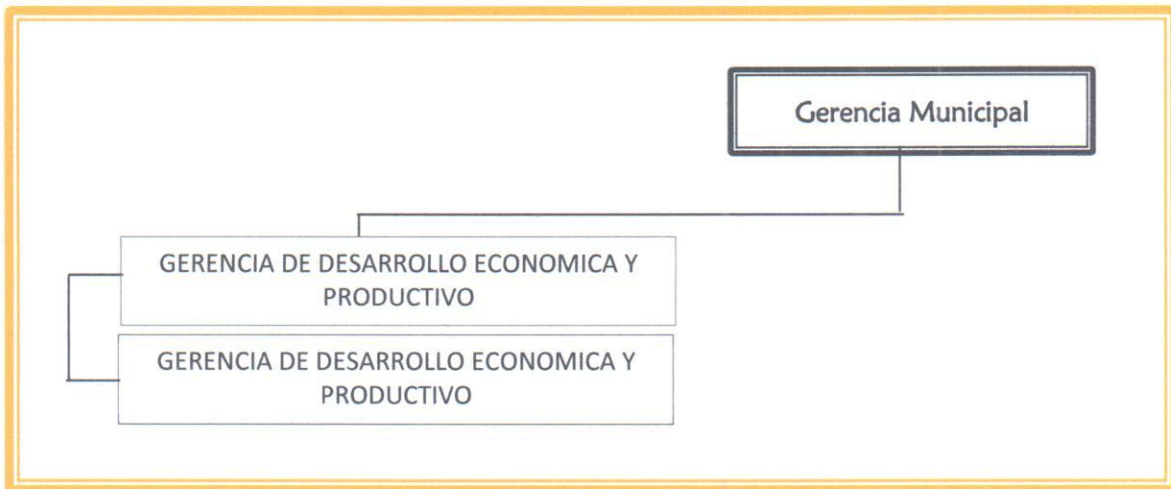 Gerencia Municipal
GERENCIA DE DESARROLLO ECONOMICA Y
PRODUCTIVO
GERENCIA DE DESARROLLO ECONOMICA Y
PRODUCTIVO